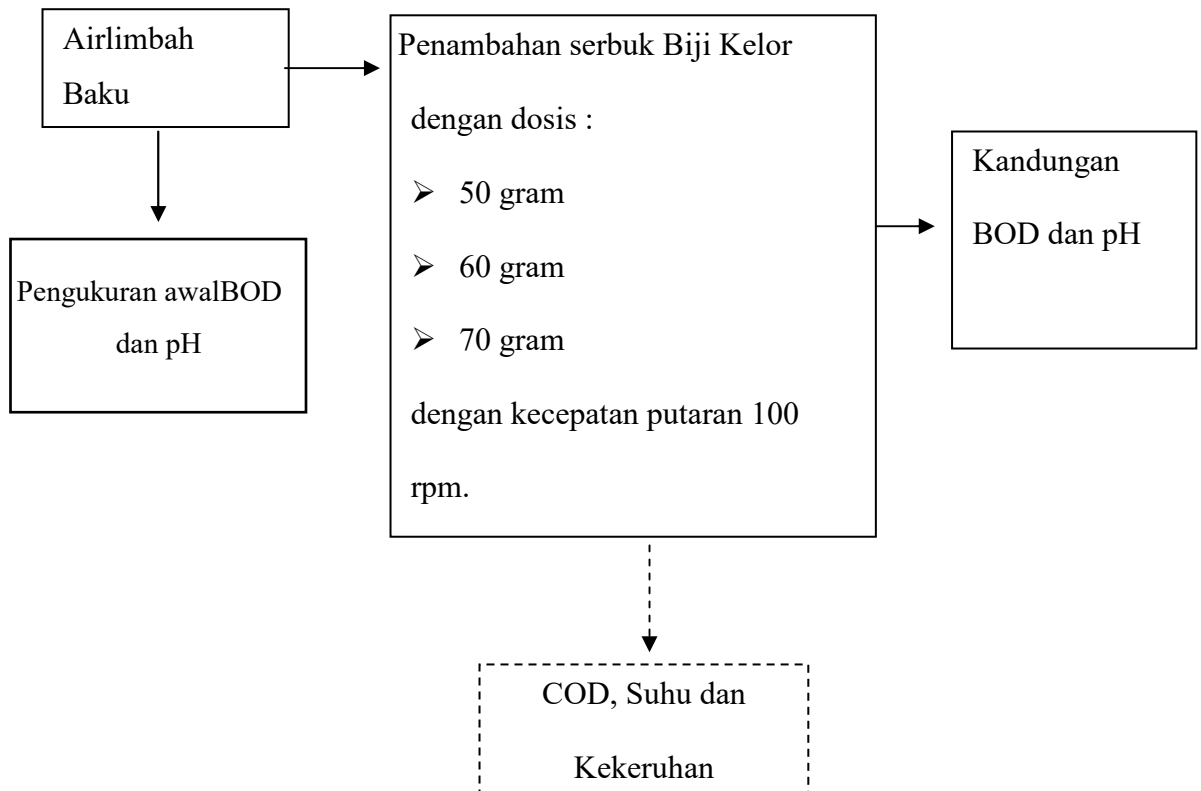 Airlimbah
Baku
Pengukuran awalBOD
dan pH
Penambahan serbuk Biji Kelor
dengan dosis :
➢ 50 gram
➢ 60 gram
➢ 70 gram
dengan kecepatan putaran 100
rpm.
Kandungan
BOD dan pH
COD, Suhu dan
Kekeruhan